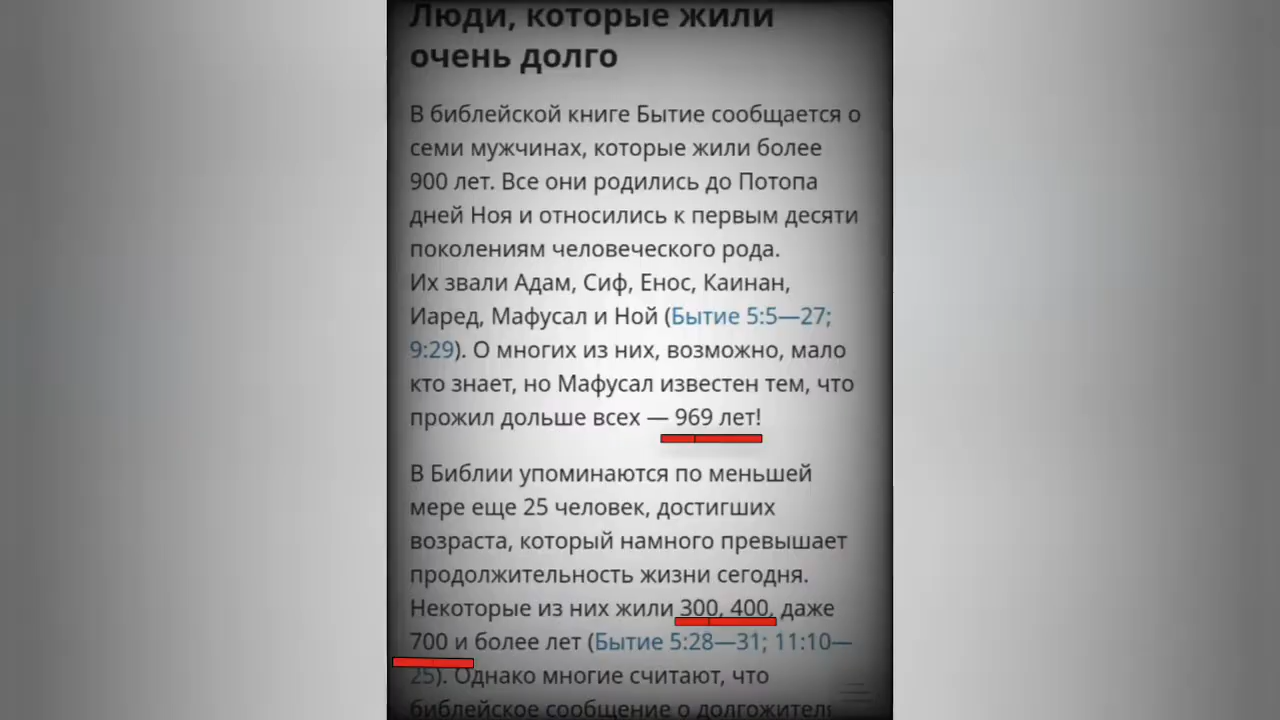 Люди, которые жили
очень долго
В библейской книге Бытие сообщается о
семи мужчинах, которые жили более
900 лет. Все они родились до Потопа
дней Ноя и относились к первым десяти
поколениям человеческого рода.
Их звали Адам, Сиф, Енос, Каинан,
Иаред, Мафусал и Ной (Бытие 5:5—27;
9:29). О многих из них, возможно, мало
кто знает, но Мафусал известен тем, что
прожил дольше всех — 969 лет!
В Библии упоминаются по меньшей
мере еще 25 человек, достигших
возраста, который намного превышает
продолжительность жизни сегодня.
Некоторые из них жили 300, 400, даже
700 и более лет (Бытие 5:28—31; 11:10—
25). Однако многие считают, что
библейское сообщение о